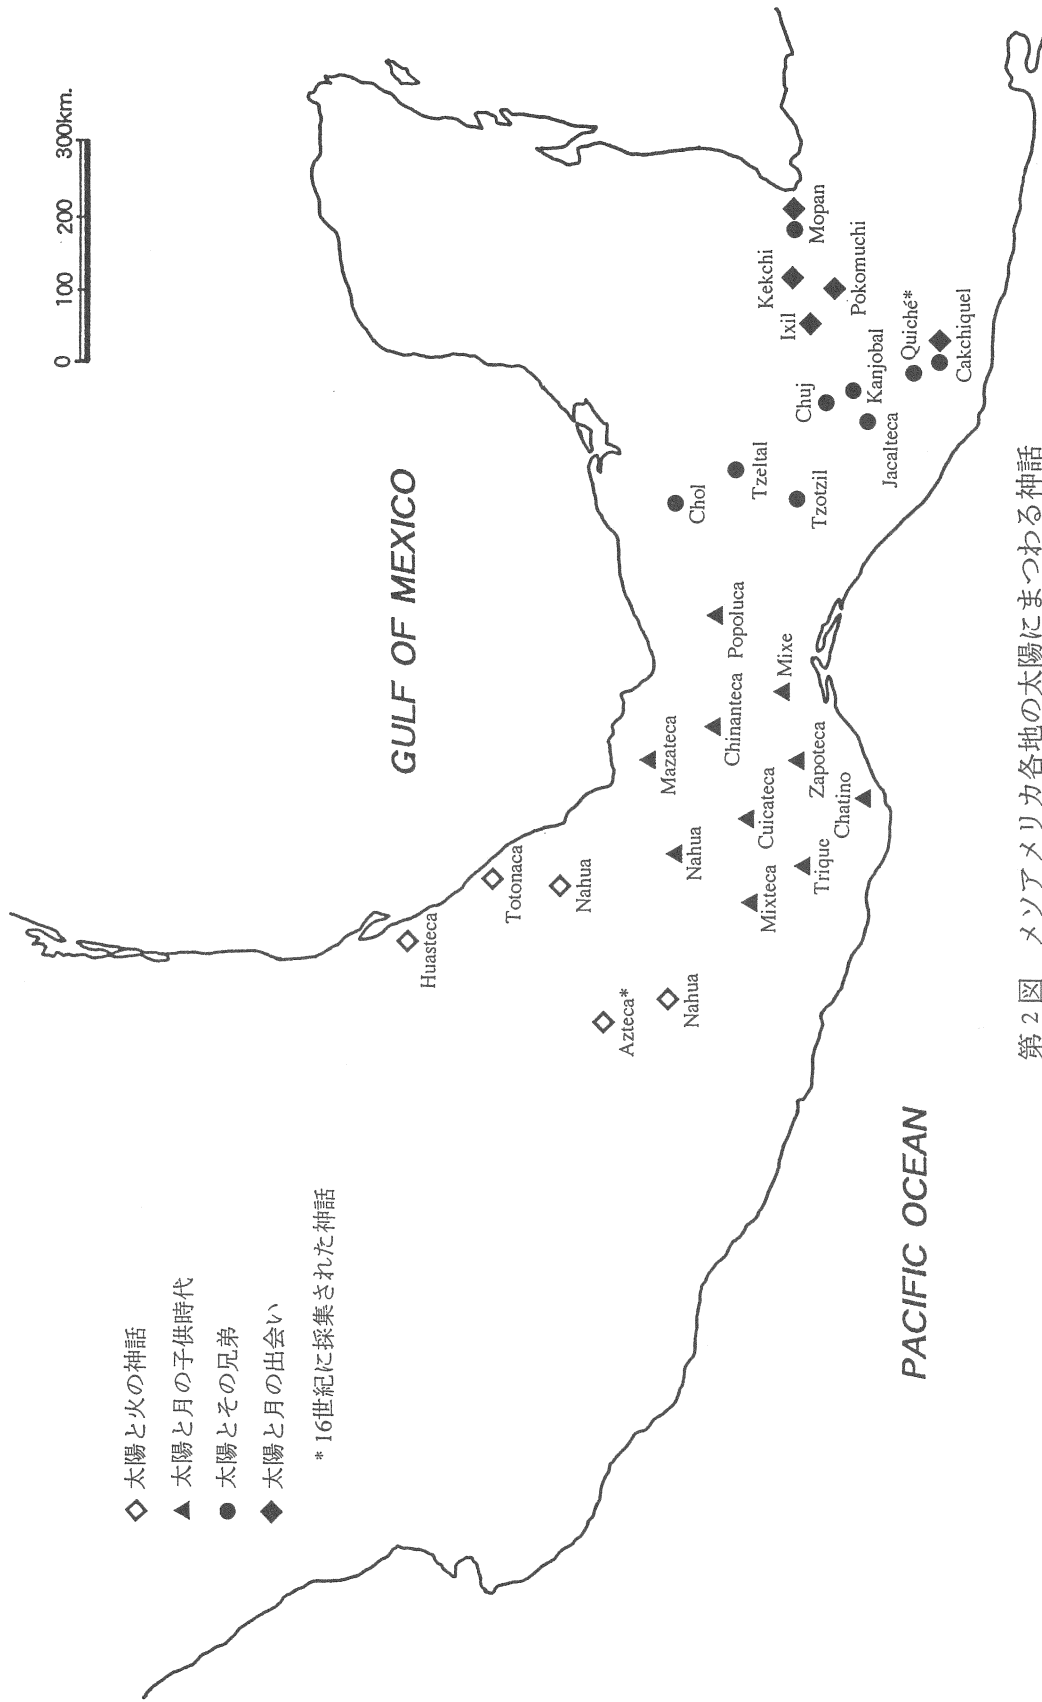 0 100 200 300km.
GULF OF MEXICO
PACIFIC OCEAN
◇ 太陽と火の神話
▲ 太陽と月の子供時代
● 太陽とその兄弟
◆ 太陽と月の出会い
* 16世紀に採集された神話
Huasteca
Totonaca
Nahua
Azteca*
Nahua
Nahua
Mazateca
Mixteca
Cuicateca
Chinanteca
Popoluca
Trique
Zapoteca
Mixe
Chatino
Chol
Tzeltal
Tzotzil
Chuj
Kanjobal
Jacalteca
Ixil
Kekchi
Mopan
Pokomuchi
Quiché*
Cakchiquel
第2図 メソアメリカ各地の太陽にまつわる神話